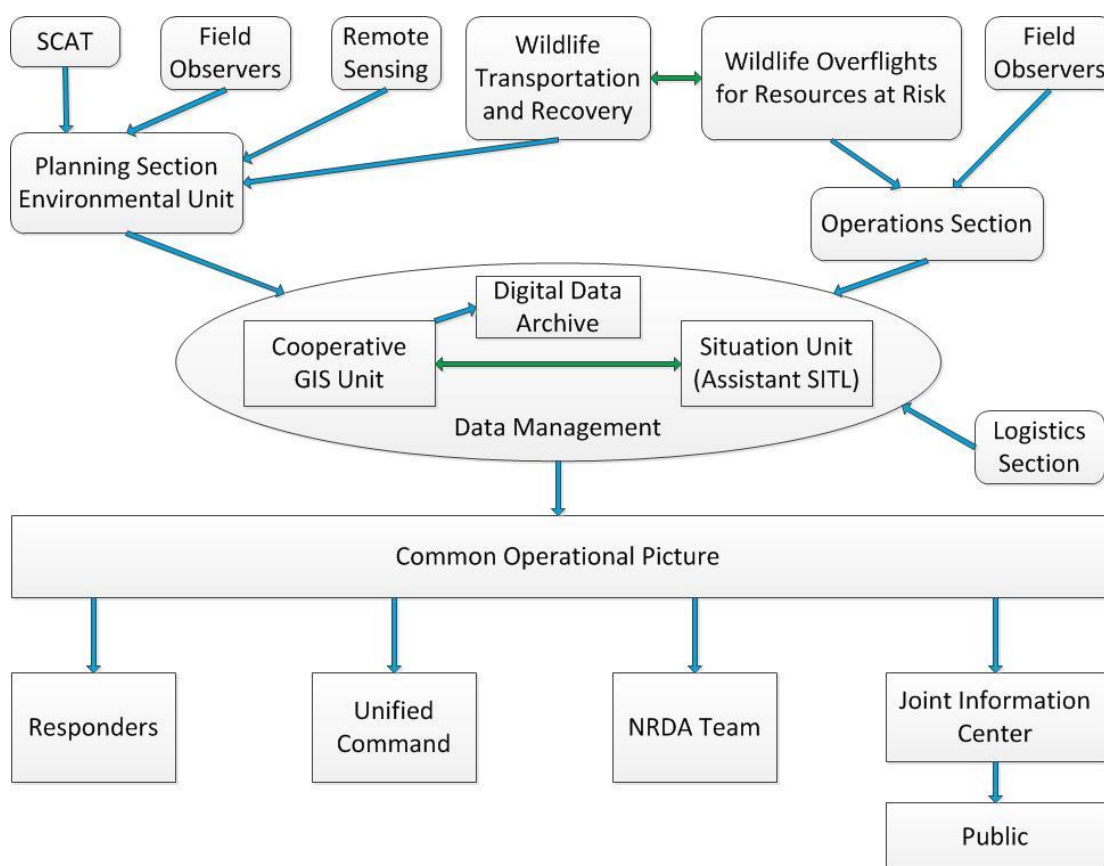 SCAT
Field
Observers
Remote
Sensing
Wildlife
Transportation
and Recovery
Wildlife Overflights
for Resources at Risk
Field
Observers
Planning Section
Environmental Unit
Operations Section
Digital Data
Archive
Cooperative
GIS Unit
Situation Unit
(Assistant SITL)
Data Management
Logistics
Section
Common Operational Picture
Responders
Unified
Command
NRDA Team
Joint Information
Center
Public